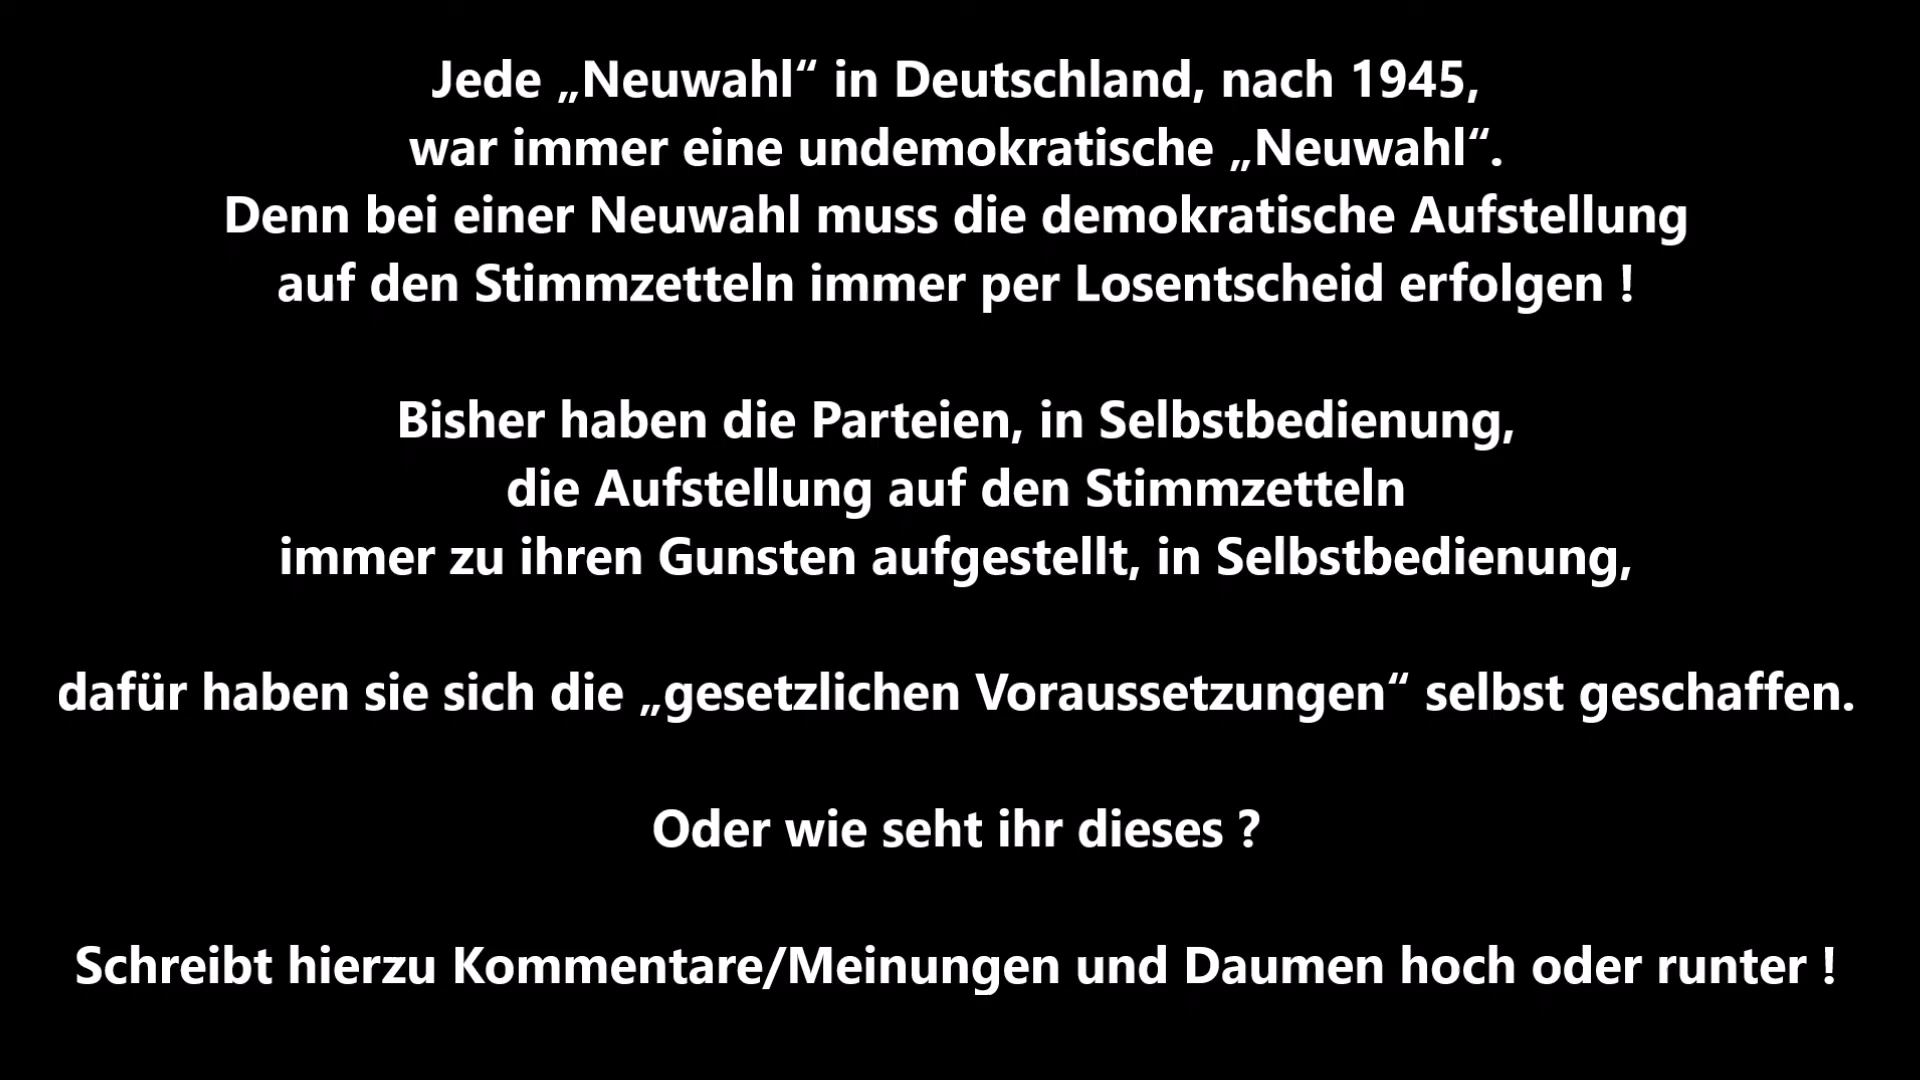 Jede „Neuwahl“ in Deutschland, nach 1945,
war immer eine undemokratische „Neuwahl“.
Denn bei einer Neuwahl muss die demokratische Aufstellung
auf den Stimmzetteln immer per Losentscheid erfolgen !
Bisher haben die Parteien, in Selbstbedienung,
die Aufstellung auf den Stimmzetteln
immer zu ihren Gunsten aufgestellt, in Selbstbedienung,
dafür haben sie sich die „gesetzlichen Voraussetzungen“ selbst geschaffen.
Oder wie seht ihr dieses ?
Schreibt hierzu Kommentare/Meinungen und Daumen hoch oder runter !